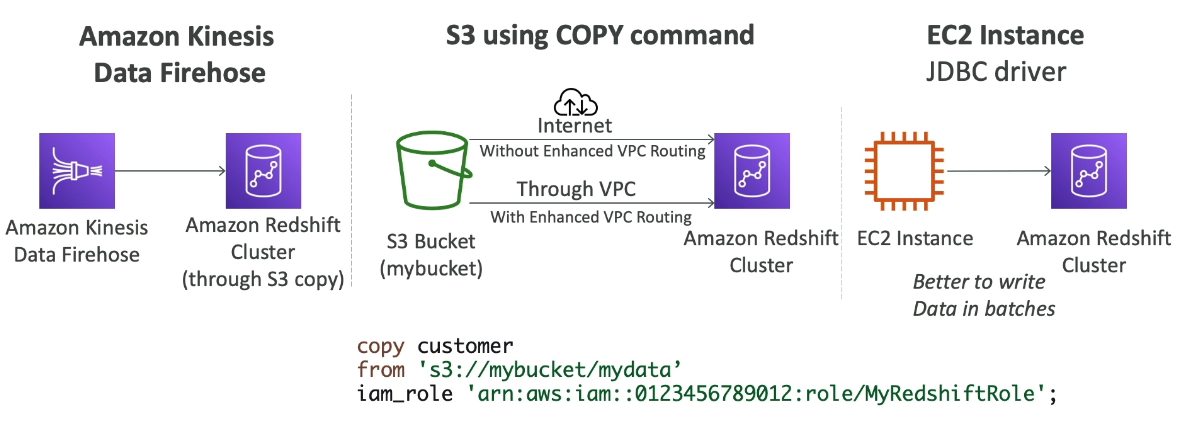 Amazon Kinesis
Data Firehose
Amazon Kinesis
Data Firehose
Amazon Redshift
Cluster
(through S3 copy)
S3 using COPY command
Internet
Without Enhanced VPC Routing
Through VPC
With Enhanced VPC Routing
S3 Bucket
(mybucket)
Amazon Redshift
Cluster
EC2 Instance
JDBC driver
EC2 Instance
Amazon Redshift
Cluster
Better to write
Data in batches
copy customer
from 's3://mybucket/mydata’
iam_role 'arn:aws:iam::0123456789012:role/MyRedshiftRole';